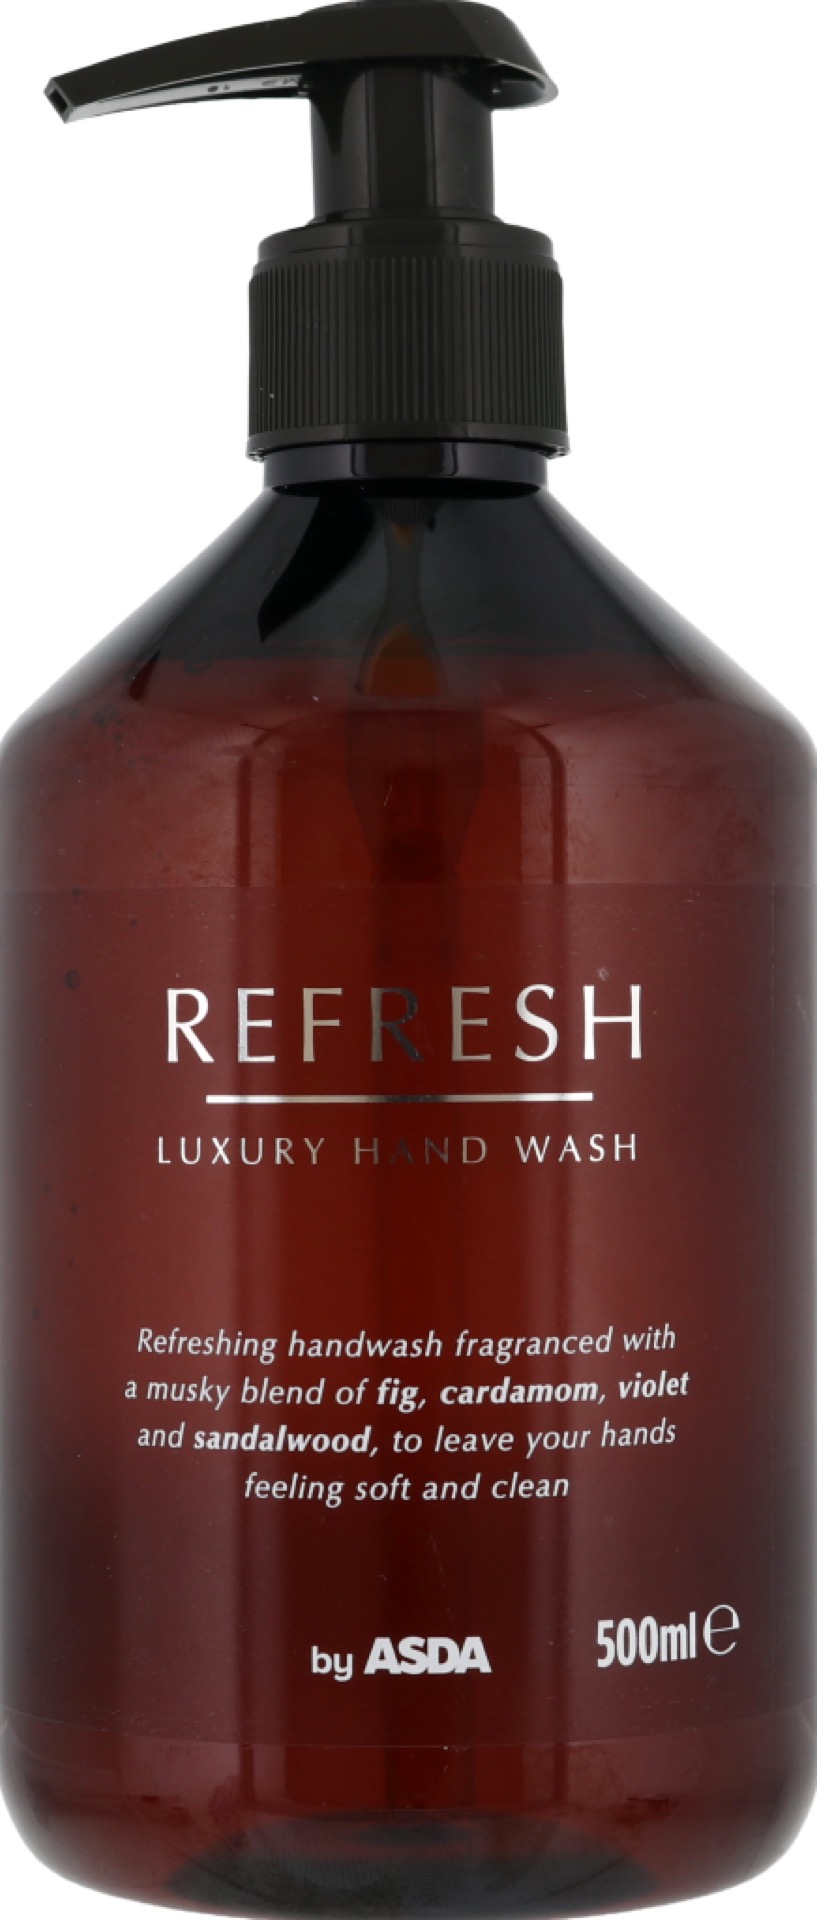 REFRESH
LUXURY HAND WASH
Refreshing handwash fragranced with
a musky blend of fig, cardamom, violet
and sandalwood, to leave your hands
feeling soft and clean
by ASDA
500ml℮